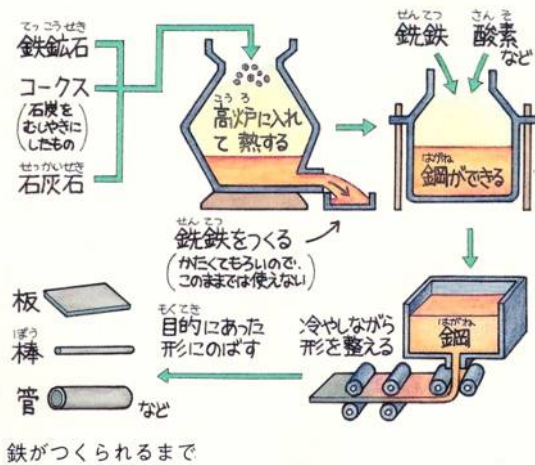 てっこうせき
鉄鉱石
コークス
(石炭を
むしやきに
したもの)
せっかいせき
石灰石
こうろ
高炉に入れ
て熱する
せんてつ
銑鉄
さんそ
酸素
など
はがね
鋼ができる
せんてつ
銑鉄をつくる
(かたくてもろいので、
このままでは使えない)
はがね
鋼
冷やしながら
形を整える
もくてき
目的にあった
形にのばす
板
ぼう
棒
管
など
鉄がつくられるまで